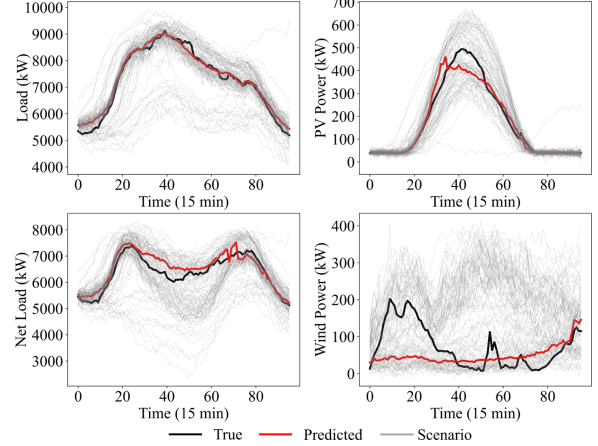 10000
9000
8000
7000
6000
5000
4000
Load (kW)
0 20 40 60 80
Time (15 min)
700
600
500
400
300
200
100
0
PV Power (kW)
0 20 40 60 80
Time (15 min)
8000
7000
6000
5000
4000
3000
Net Load (kW)
0 20 40 60 80
Time (15 min)
400
300
200
100
0
Wind Power (kW)
0 20 40 60 80
Time (15 min)
True Predicted Scenario